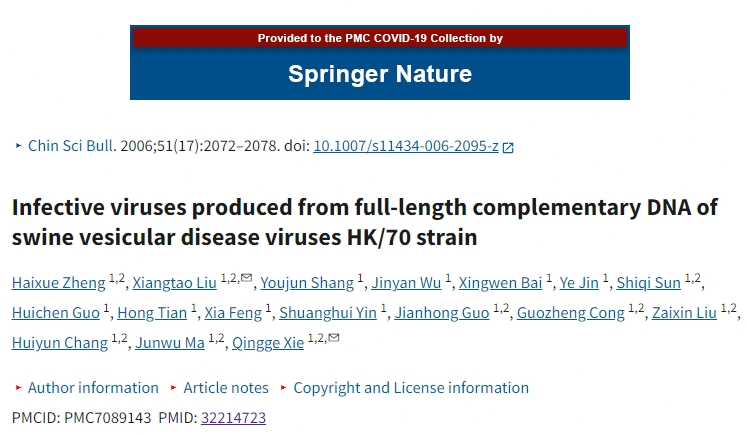 Provided to the PMC COVID-19 Collection by
Springer Nature
Chin Sci Bull. 2006;51(17):2072–2078. doi: 10.1007/s11434-006-2095-z
Infective viruses produced from full-length complementary DNA of
swine vesicular disease viruses HK/70 strain
Haixue Zheng 1,2, Xiangtao Liu 1,2,✉, Youjun Shang 1, Jinyan Wu 1, Xingwen Bai 1, Ye Jin 1, Shiqi Sun 1,2,
Huichen Guo 1, Hong Tian 1, Xia Feng 1, Shuanghui Yin 1, Jianhong Guo 1,2, Guozheng Cong 1,2, Zaixin Liu 1,2,
Huiyun Chang 1,2, Junwu Ma 1,2, Qingge Xie 1,2,✉
Author information Article notes Copyright and License information
PMCID: PMC7089143 PMID: 32214723